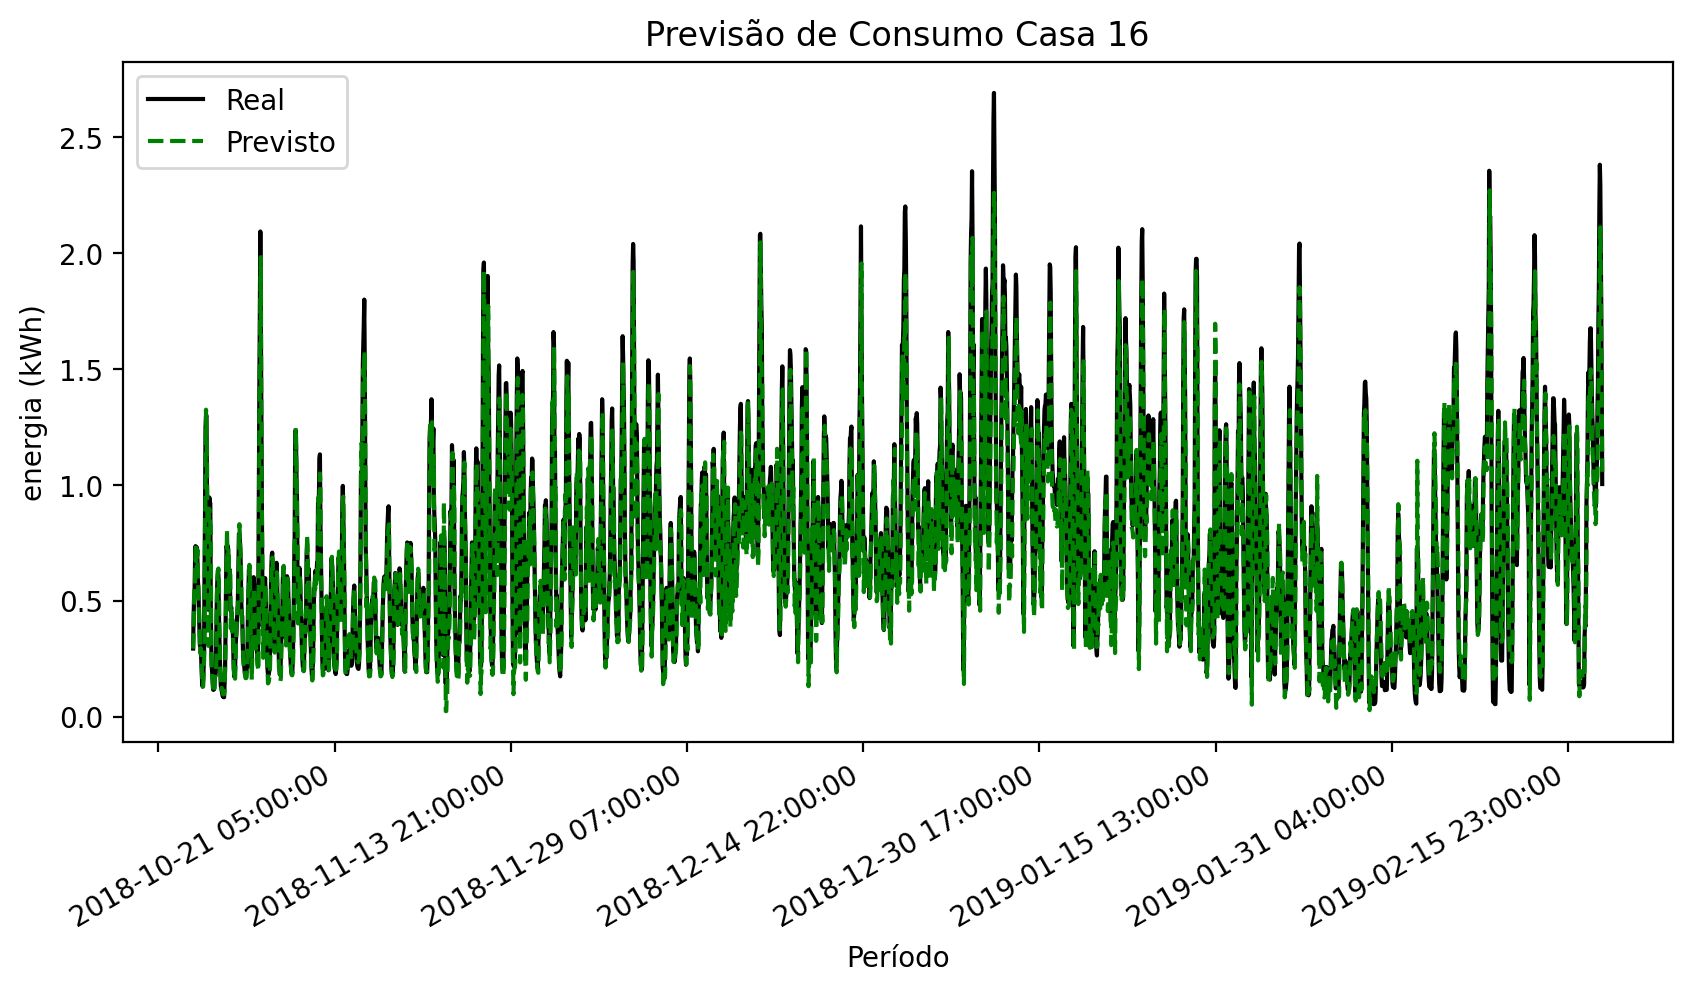 Previsão de Consumo Casa 16
Real
Previsto
energia (kWh)
2.5
2.0
1.5
1.0
0.5
0.0
2018-10-21 05:00:00
2018-11-13 21:00:00
2018-11-29 07:00:00
2018-12-14 22:00:00
2018-12-30 17:00:00
2019-01-15 13:00:00
2019-01-31 04:00:00
2019-02-15 23:00:00
Período